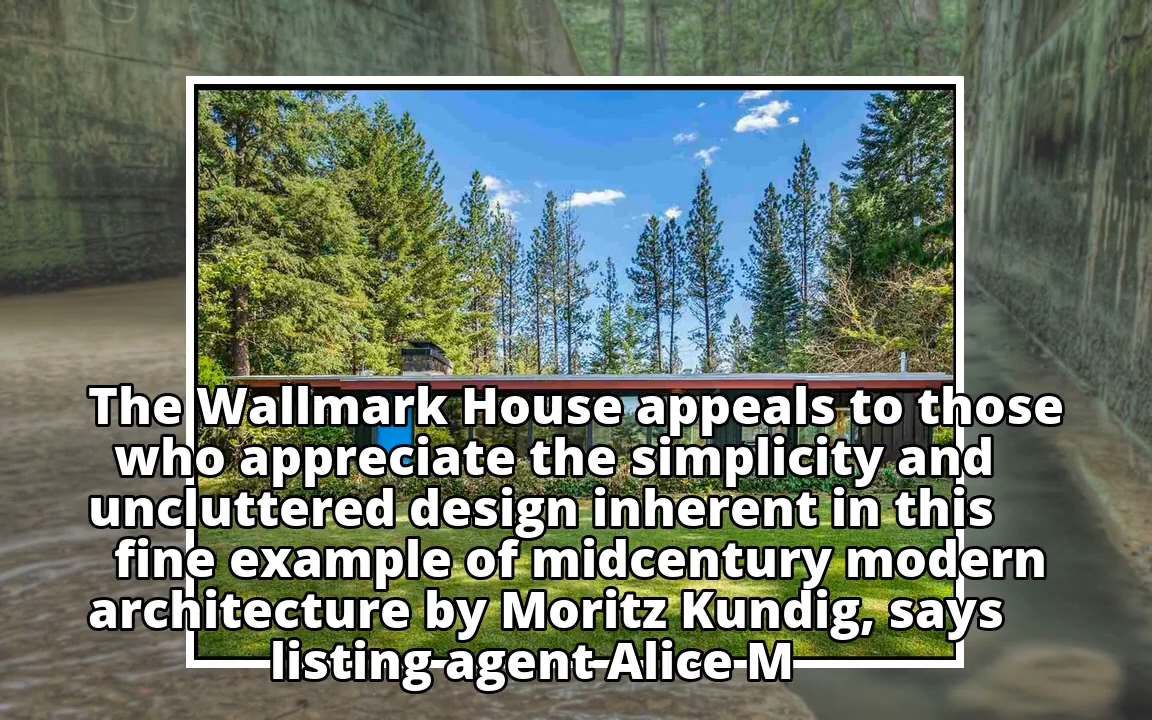 The Wallmark House appeals to those
who appreciate the simplicity and
uncluttered design inherent in this
fine example of midcentury modern
architecture by Moritz Kundig, says
listing agent Alice M